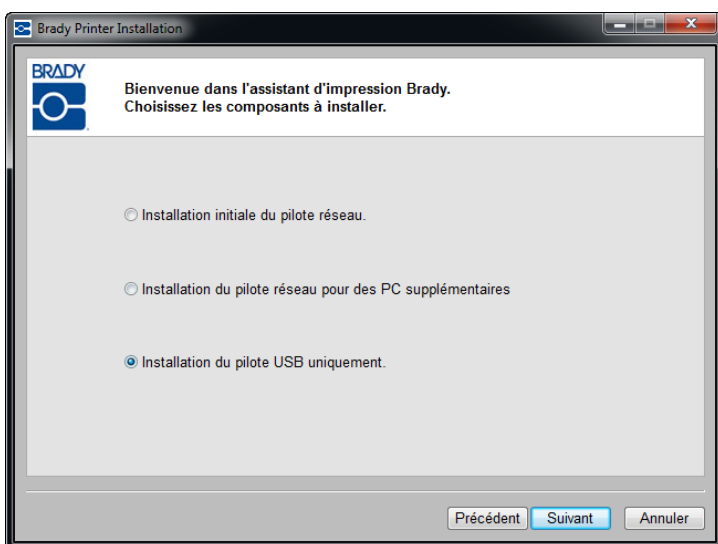 Brady Printer Installation
BRADY
Bienvenue dans l'assistant d'impression Brady.
Choisissez les composants à installer.
Installation initiale du pilote réseau.
Installation du pilote réseau pour des PC supplémentaires
Installation du pilote USB uniquement.
Précédent Suivant Annuler